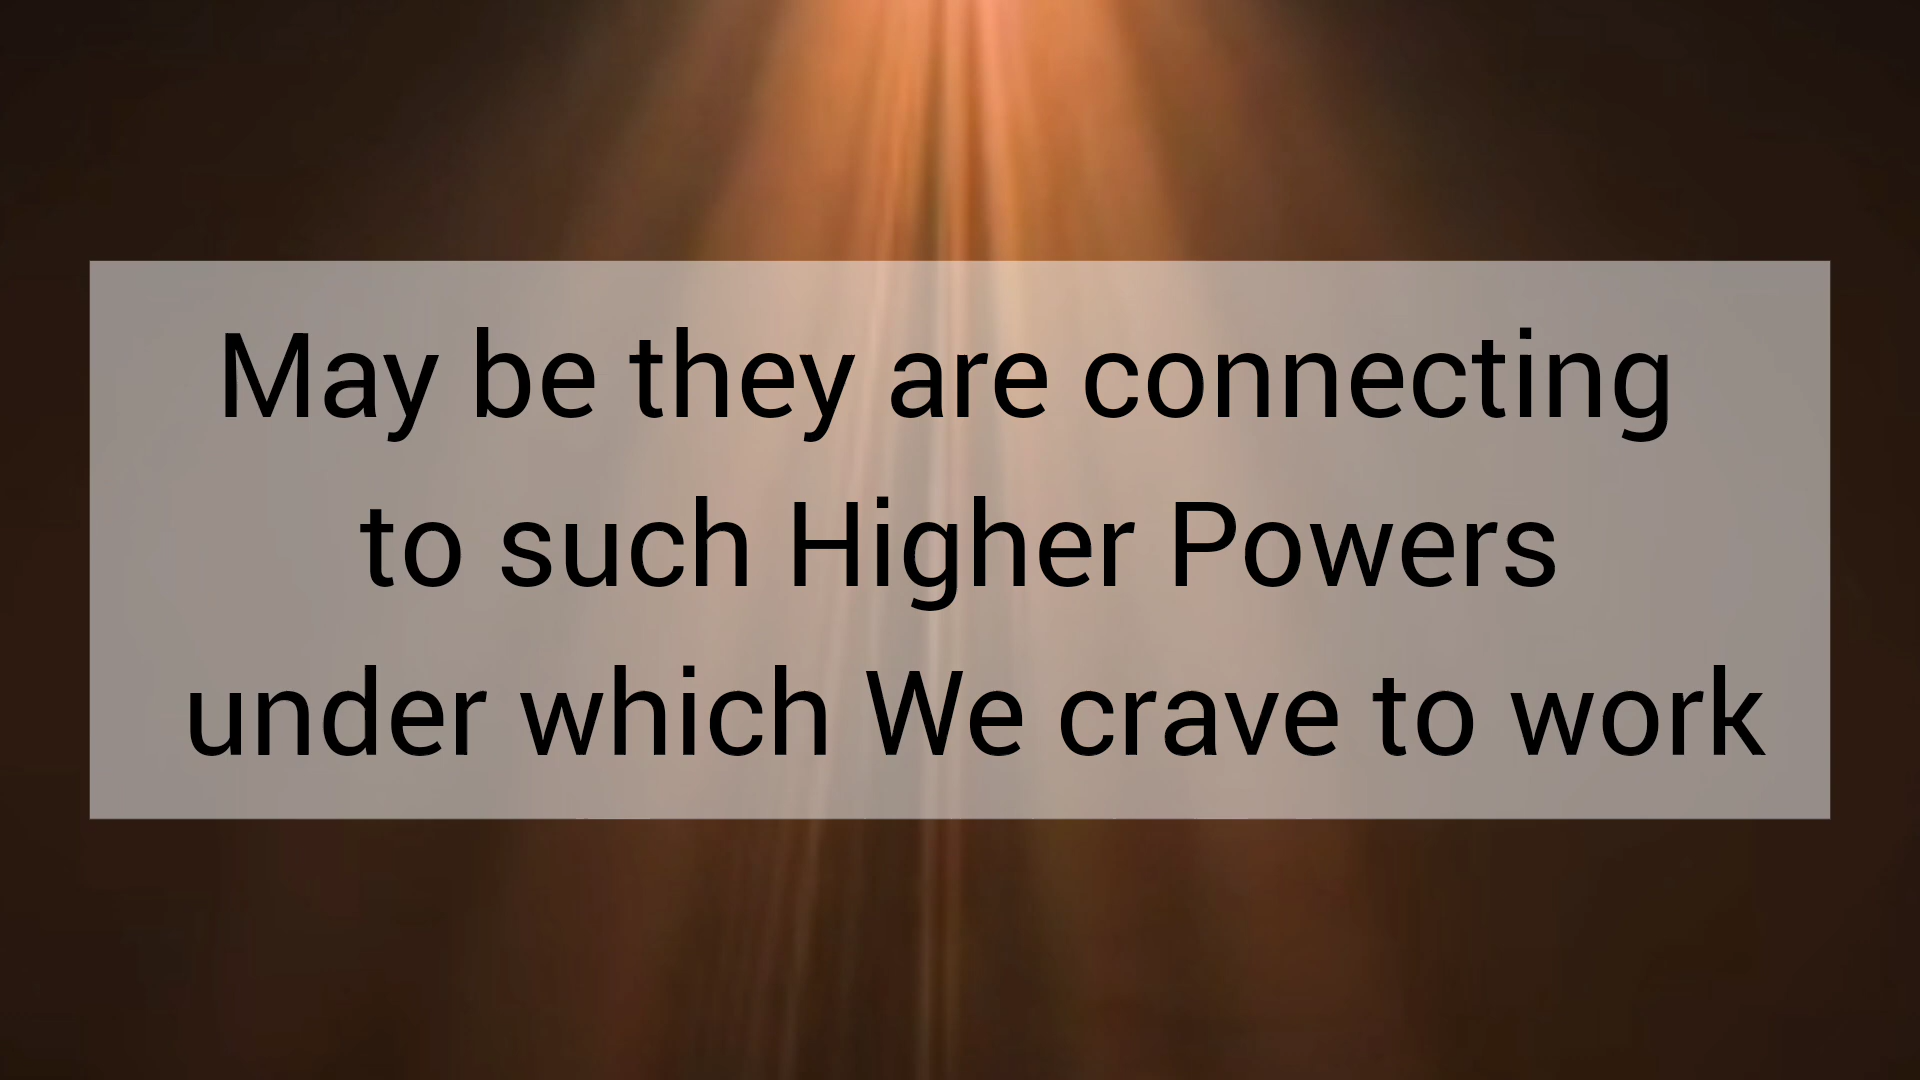 May be they are connecting
to such Higher Powers
under which We crave to work